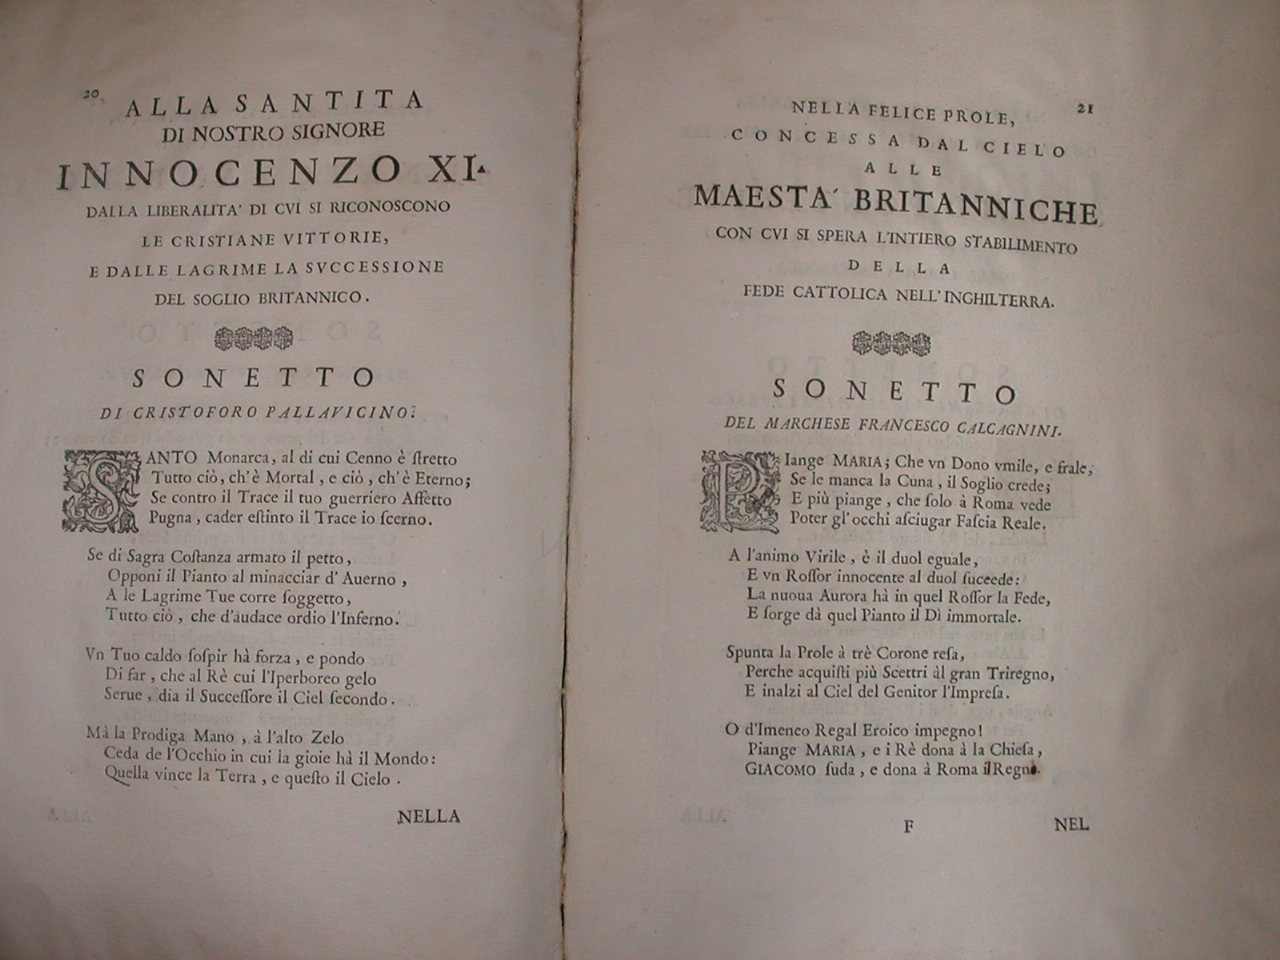 20
ALLA SANTITA
DI NOSTRO SIGNORE
INNOCENZO XI.
DALLA LIBERALITA' DI CVI SI RICONOSCONO
LE CRISTIANE VITTORIE,
E DALLE LAGRIME LA SVCCESSIONE
DEL SOGLIO BRITANNICO.
SONETTO
DI CRISTOFORO PALLAVICINO.
SANTO Monarca, al di cui Cenno è ſtretto
Tutto ciò, ch'è Mortal, e ciò, ch'è Eterno;
Se contro il Trace il tuo guerriero Affetto
Pugna, cader eſtinto il Trace io ſcerno.
Se di Sagra Coſtanza armato il petto,
Opponi il Pianto al minacciar d'Auerno,
A le Lagrime Tue corre ſoggetto,
Tutto ciò, che d'audace ordio l'Inferno.
Vn Tuo caldo ſoſpir hà forza, e pondo
Di far, che al Rè cui l'Iperboreo gelo
Serue, dia il Succeſſore il Ciel fecondo.
Mà la Prodiga Mano, à l'alto Zelo
Ceda de l'Occhio in cui la gioie hà il Mondo:
Quella vince la Terra, e queſto il Cielo.
NELLA
21
NELLA FELICE PROLE,
CONCESSA DAL CIELO
ALLE
MAESTA' BRITANNICHE
CON CVI SI SPERA L'INTIERO STABILIMENTO
DELLA
FEDE CATTOLICA NELL'INGHILTERRA.
SONETTO
DEL MARCHESE FRANCESCO CALCAGNINI.
PIange MARIA; Che vn Dono vmile, e frale,
Se le manca la Cuna, il Soglio crede;
E più piange, che ſolo à Roma vede
Poter gl'occhi aſciugar Faſcia Reale.
A l'animo Virile, è il duol eguale,
E vn Roſſor innocente al duol ſuccede:
La nuoua Aurora hà in quel Roſſor la Fede,
E ſorge dà quel Pianto il Dì immortale.
Spunta la Prole à trè Corone reſa,
Perche acquiſti più Scettri àl gran Triregno,
E inalzi al Ciel del Genitor l'Impreſa.
O d'Imeneo Regal Eroico impegno!
Piange MARIA, e i Rè dona à la Chieſa,
GIACOMO ſuda, e dona à Roma il Regno.
F
NEL